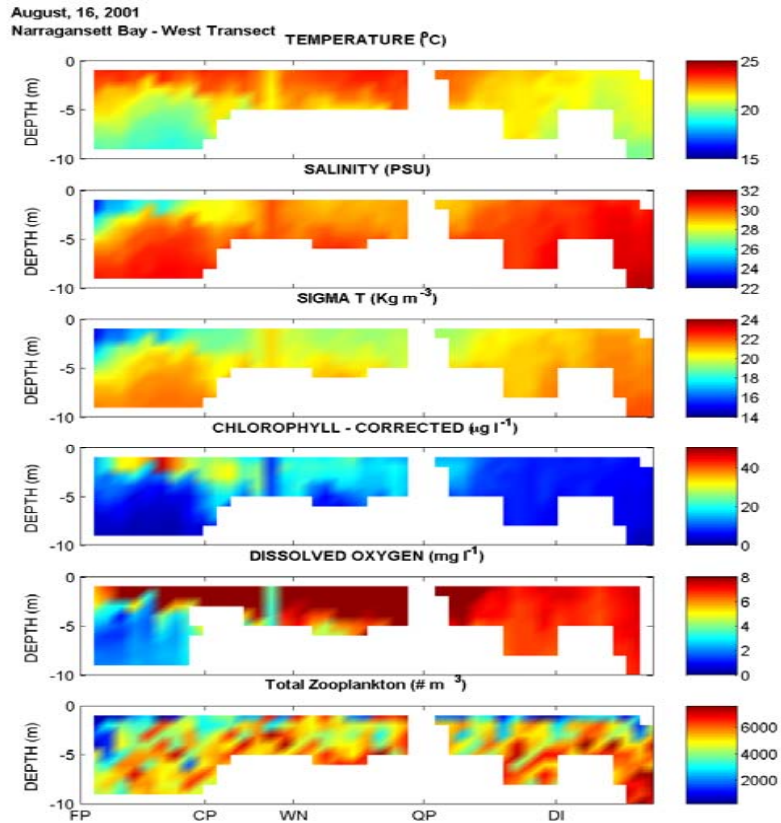 August, 16, 2001
Narragansett Bay - West Transect
TEMPERATURE (ºC)
DEPTH (m)
0
-5
-10
25
20
15
SALINITY (PSU)
DEPTH (m)
0
-5
-10
32
30
28
26
24
22
SIGMA T (Kg m⁻³)
DEPTH (m)
0
-5
-10
24
22
20
18
16
14
CHLOROPHYLL - CORRECTED (µg l⁻¹)
DEPTH (m)
0
-5
-10
40
20
0
DISSOLVED OXYGEN (mg l⁻¹)
DEPTH (m)
0
-5
-10
8
6
4
2
0
Total Zooplankton (# m ³)
DEPTH (m)
0
-5
-10
6000
4000
2000
FP CP WN QP DI